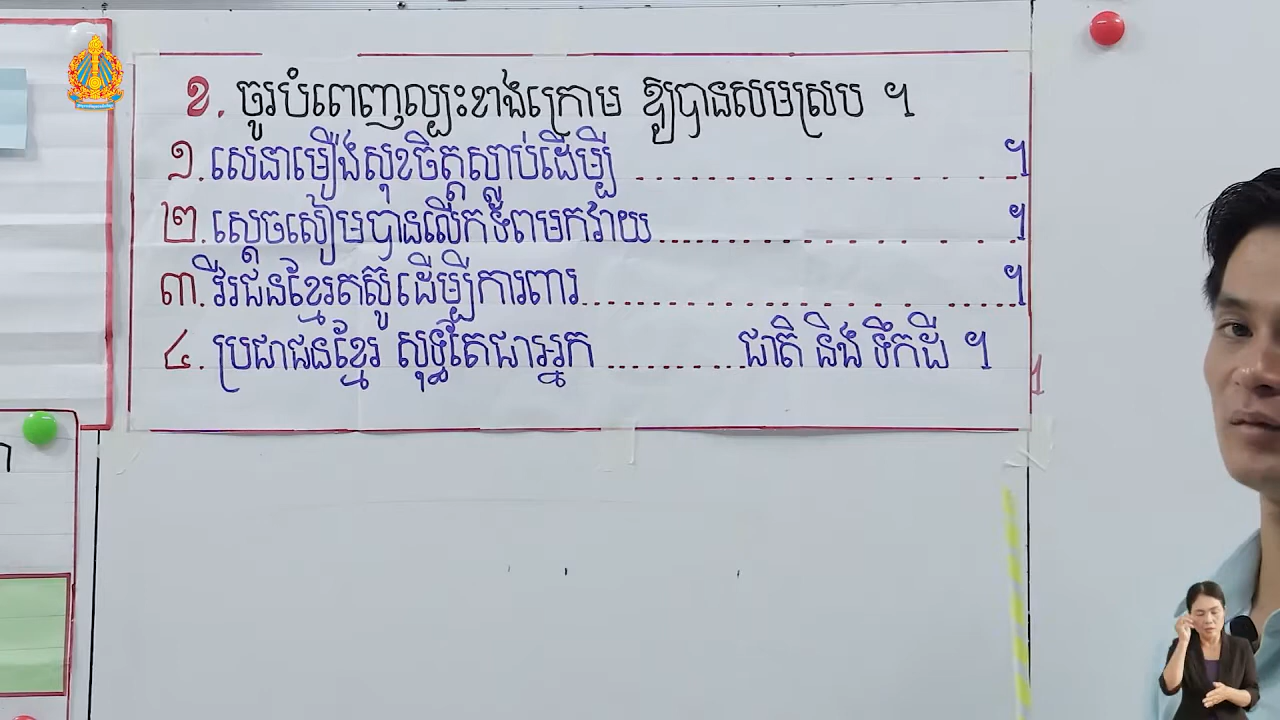 ខ. ចូរបំពេញល្បះខាងក្រោម ឱ្យបានសមស្រប ។
១. សេនាមឿងសុខចិត្តស្លាប់ដើម្បី ........................ ។
២. ស្ដេចសៀមបានលើកទ័ពមកវាយ........................ ។
៣. វីរជនខ្មែរតស៊ូដើម្បីការពារ........................ ។
៤. ប្រជាជនខ្មែរ សុទ្ធតែជាអ្នក ..........ជាតិ និង ទឹកដី ។